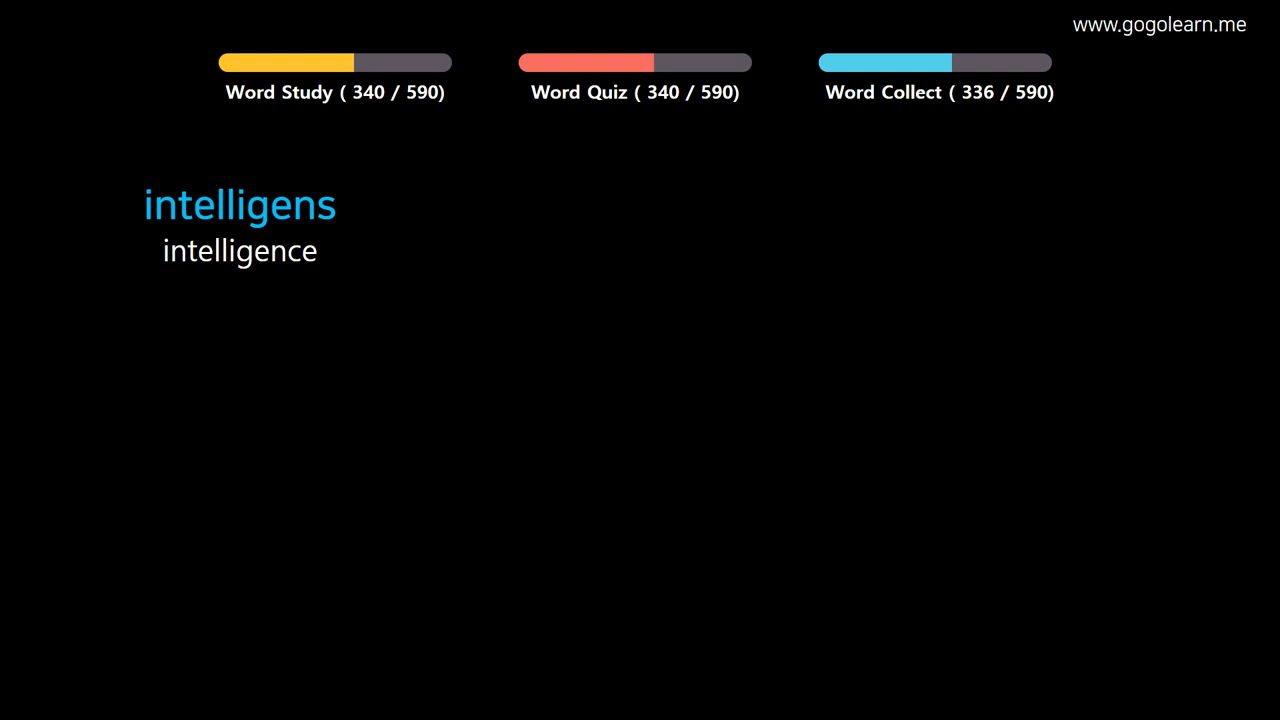 www.gogolearn.me
Word Study ( 340 / 590)
Word Quiz ( 340 / 590)
Word Collect ( 336 / 590)
intelligens
intelligence